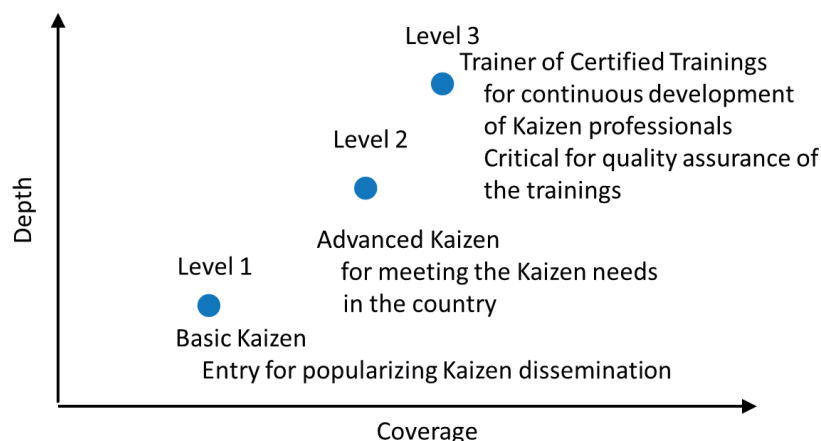 Level 3
Trainer of Certified Trainings
for continuous development
of Kaizen professionals
Critical for quality assurance of
the trainings
Level 2
Advanced Kaizen
for meeting the Kaizen needs
in the country
Level 1
Basic Kaizen
Entry for popularizing Kaizen dissemination
Depth
Coverage